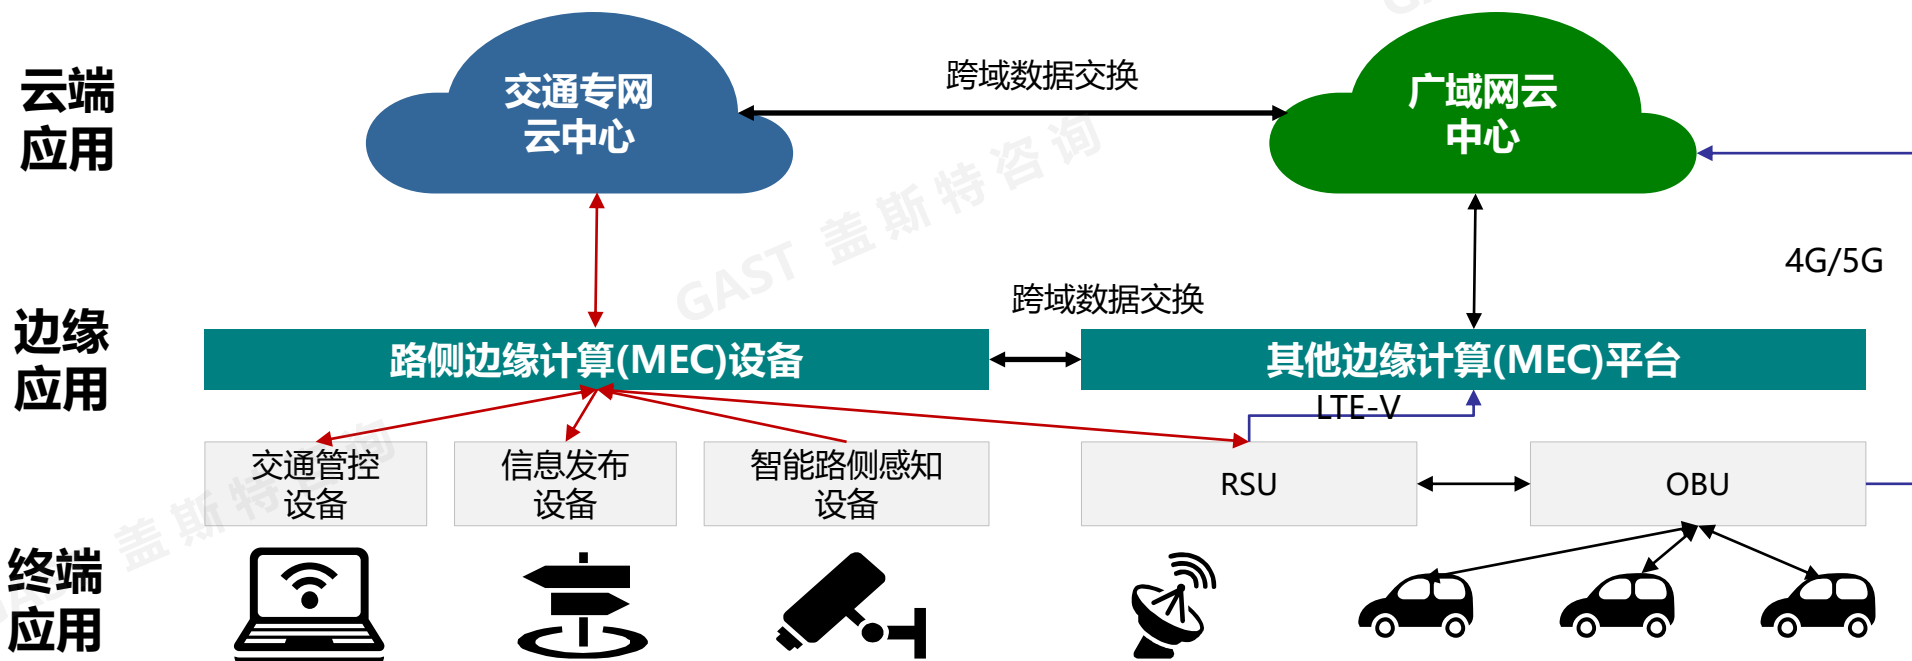 云端
应用
交通专网
云中心
跨域数据交换
广域网云
中心
4G/5G
GAST 盖斯特咨询
边缘
应用
跨域数据交换
路侧边缘计算(MEC)设备
其他边缘计算(MEC)平台
LTE-V
交通管控
设备
信息发布
设备
智能路侧感知
设备
RSU
OBU
终端
应用